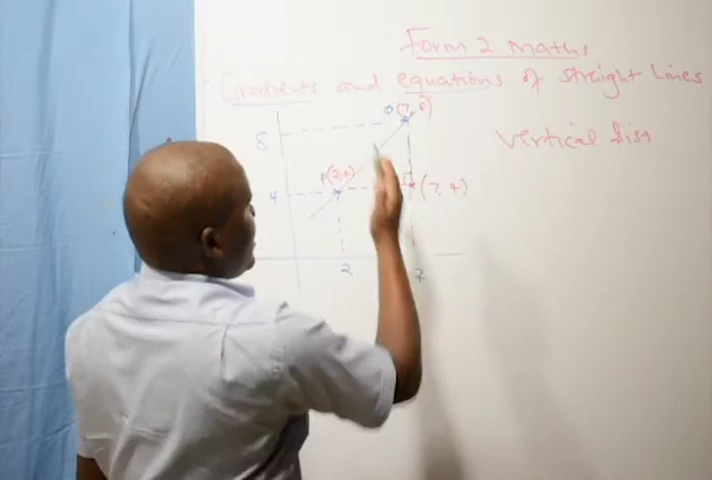 Form 2 maths
Gradients and equations of straight Lines
Q (7, 8)
8
vertical dist
P (2, 4)
4
(7, 4)
2
7